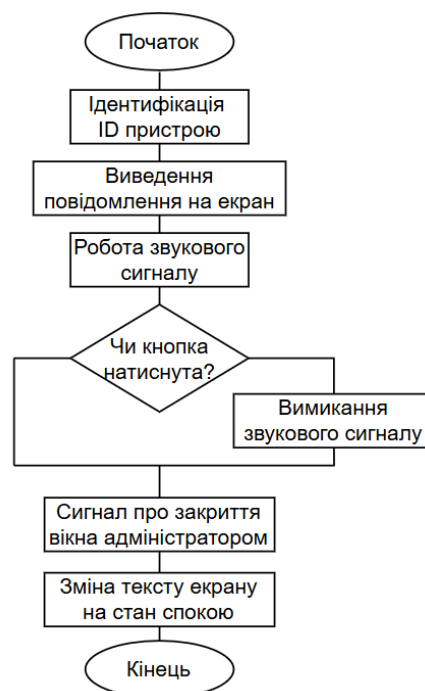 Початок
Ідентифікація
ID пристрою
Виведення
повідомлення на екран
Робота звукового
сигналу
Чи кнопка
натиснута?
Вимикання
звукового сигналу
Сигнал про закриття
вікна адміністратором
Зміна тексту екрану
на стан спокою
Кінець